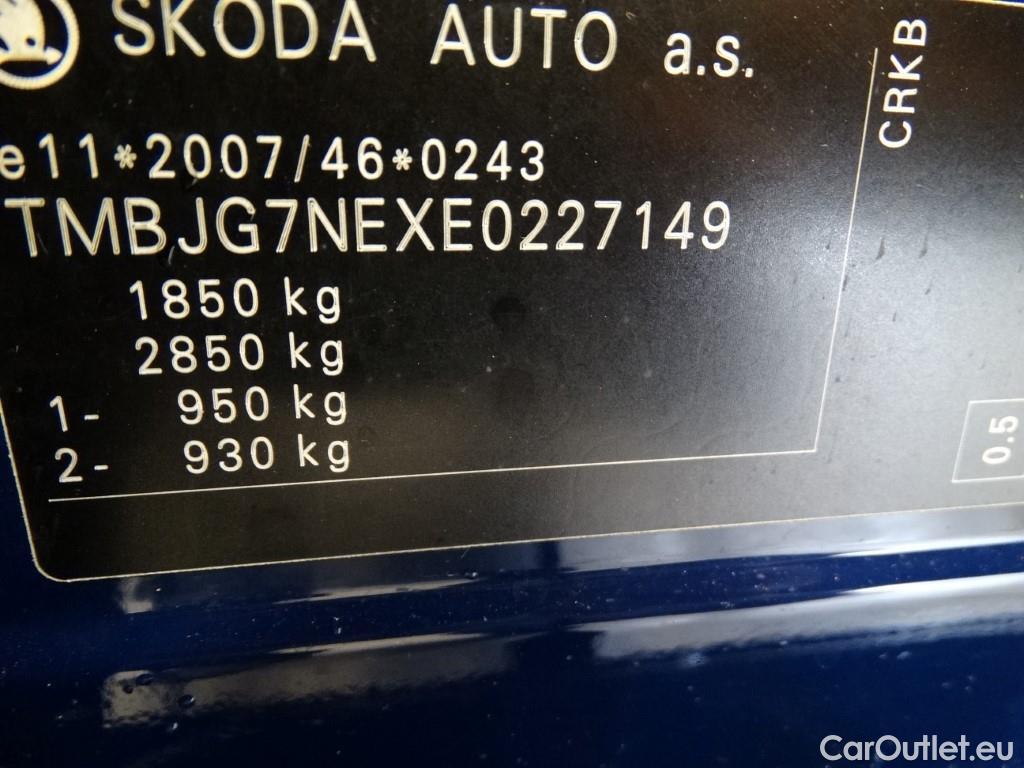 SKODA AUTO a.s.
e11*2007/46*0243
TMBJG7NEXE0227149
1850 kg
2850 kg
1- 950 kg
2- 930 kg
CRKB
0.5
CarOutlet.eu